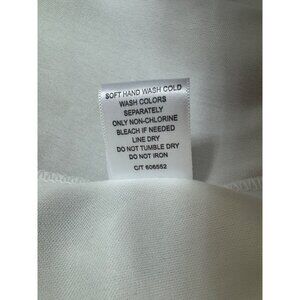 SOFT HAND WASH COLD
WASH COLORS
SEPARATELY
ONLY NON-CHLORINE
BLEACH IF NEEDED
LINE DRY
DO NOT TUMBLE DRY
DO NOT IRON
C/T 606552